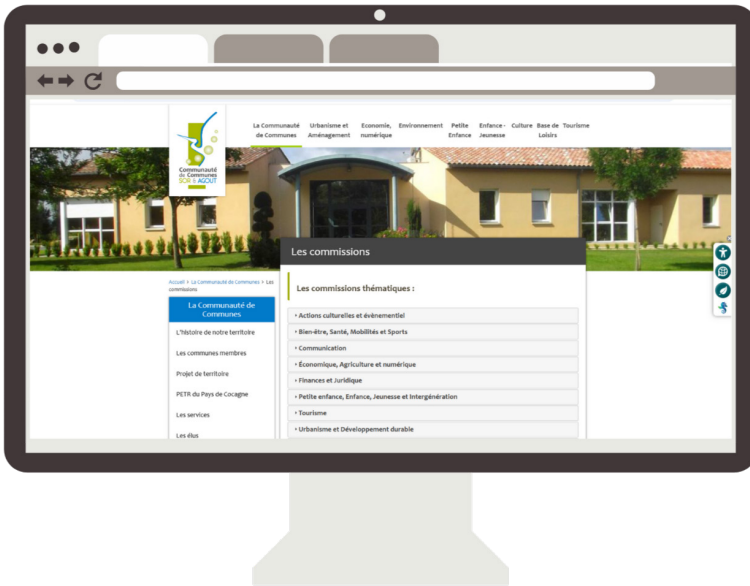 La Communauté de Communes
Urbanisme et Aménagement
Economie, numérique
Environnement
Petite Enfance
Enfance - Jeunesse
Culture
Base de Loisirs
Tourisme
Communauté
de Communes
SOR & AGOUT
Les commissions
Accueil > La Communauté de Communes > Les
commissions
La Communauté de
Communes
L'histoire de notre territoire
Les communes membres
Projet de territoire
PETR du Pays de Cocagne
Les services
Les élus
Les commissions thématiques :
Actions culturelles et évènementiel
Bien-être, Santé, Mobilités et Sports
Communication
Économique, Agriculture et numérique
Finances et Juridique
Petite enfance, Enfance, Jeunesse et Intergénération
Tourisme
Urbanisme et Développement durable